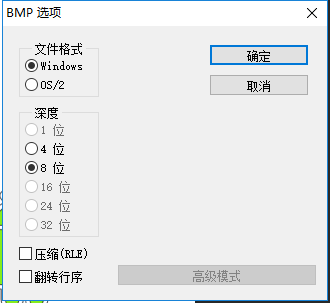 BMP 选项
文件格式
Windows
OS/2
确定
取消
深度
1 位
4 位
8 位
16 位
24 位
32 位
压缩(RLE)
翻转行序
高级模式